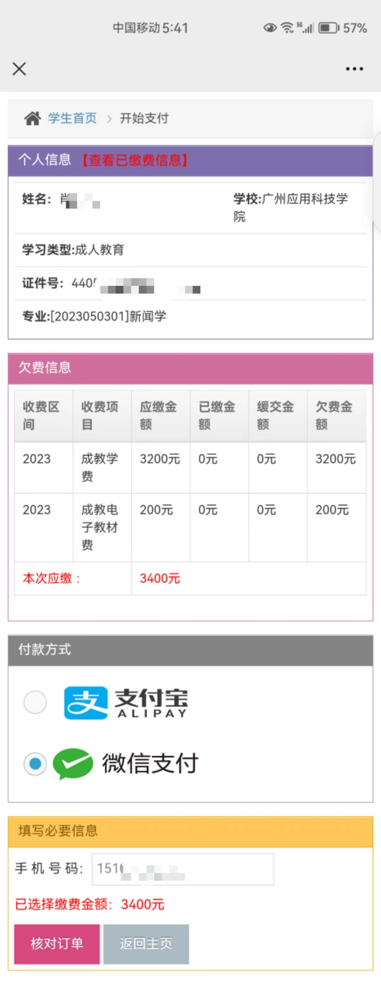 中国移动 5:41 5G 57%
学生首页 > 开始支付
个人信息 【查看已缴费信息】
姓名： 肖 学校:广州应用科技学
院
学习类型:成人教育
证件号： 440
专业:[2023050301]新闻学
欠费信息
收费区间 收费项目 应缴金额 已缴金额 缓交金额 欠费金额
2023 成教学费 3200元 0元 0元 3200元
2023 成教电子教材费 200元 0元 0元 200元
本次应缴： 3400元
付款方式
支 支付宝
ALIPAY
微信支付
填写必要信息
手机号码： 151
已选择缴费金额：3400元
核对订单 返回主页